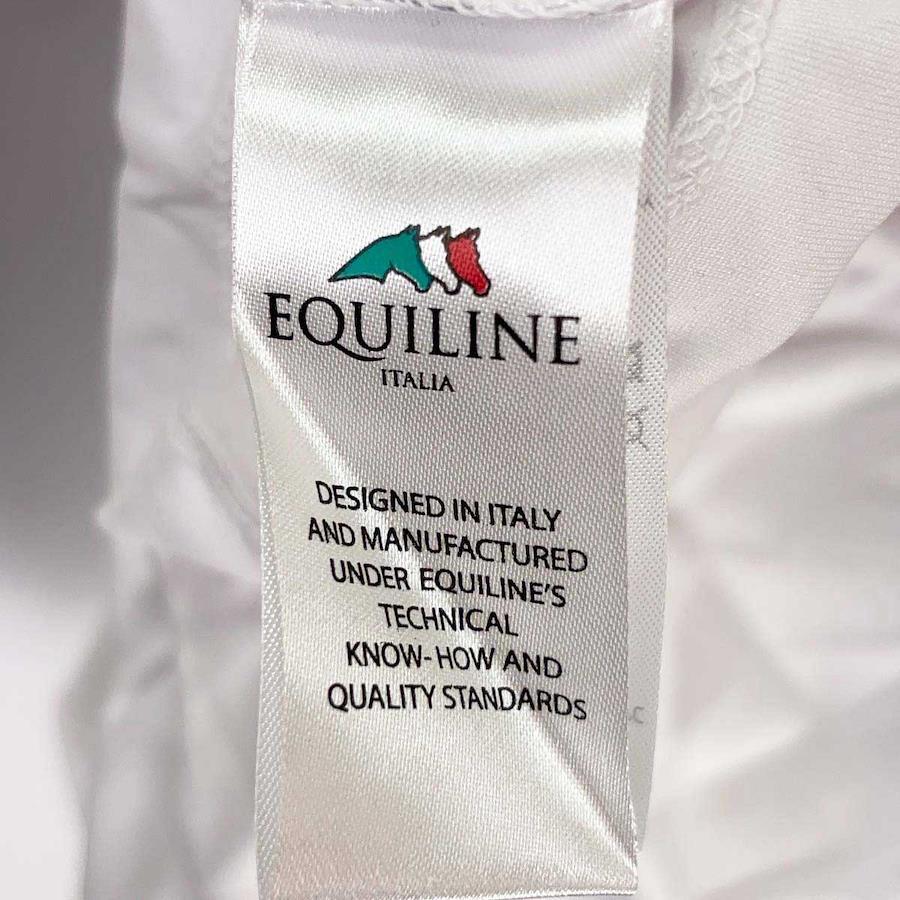 EQUILINE
ITALIA
DESIGNED IN ITALY
AND MANUFACTURED
UNDER EQUILINE'S
TECHNICAL
KNOW-HOW AND
QUALITY STANDARDS